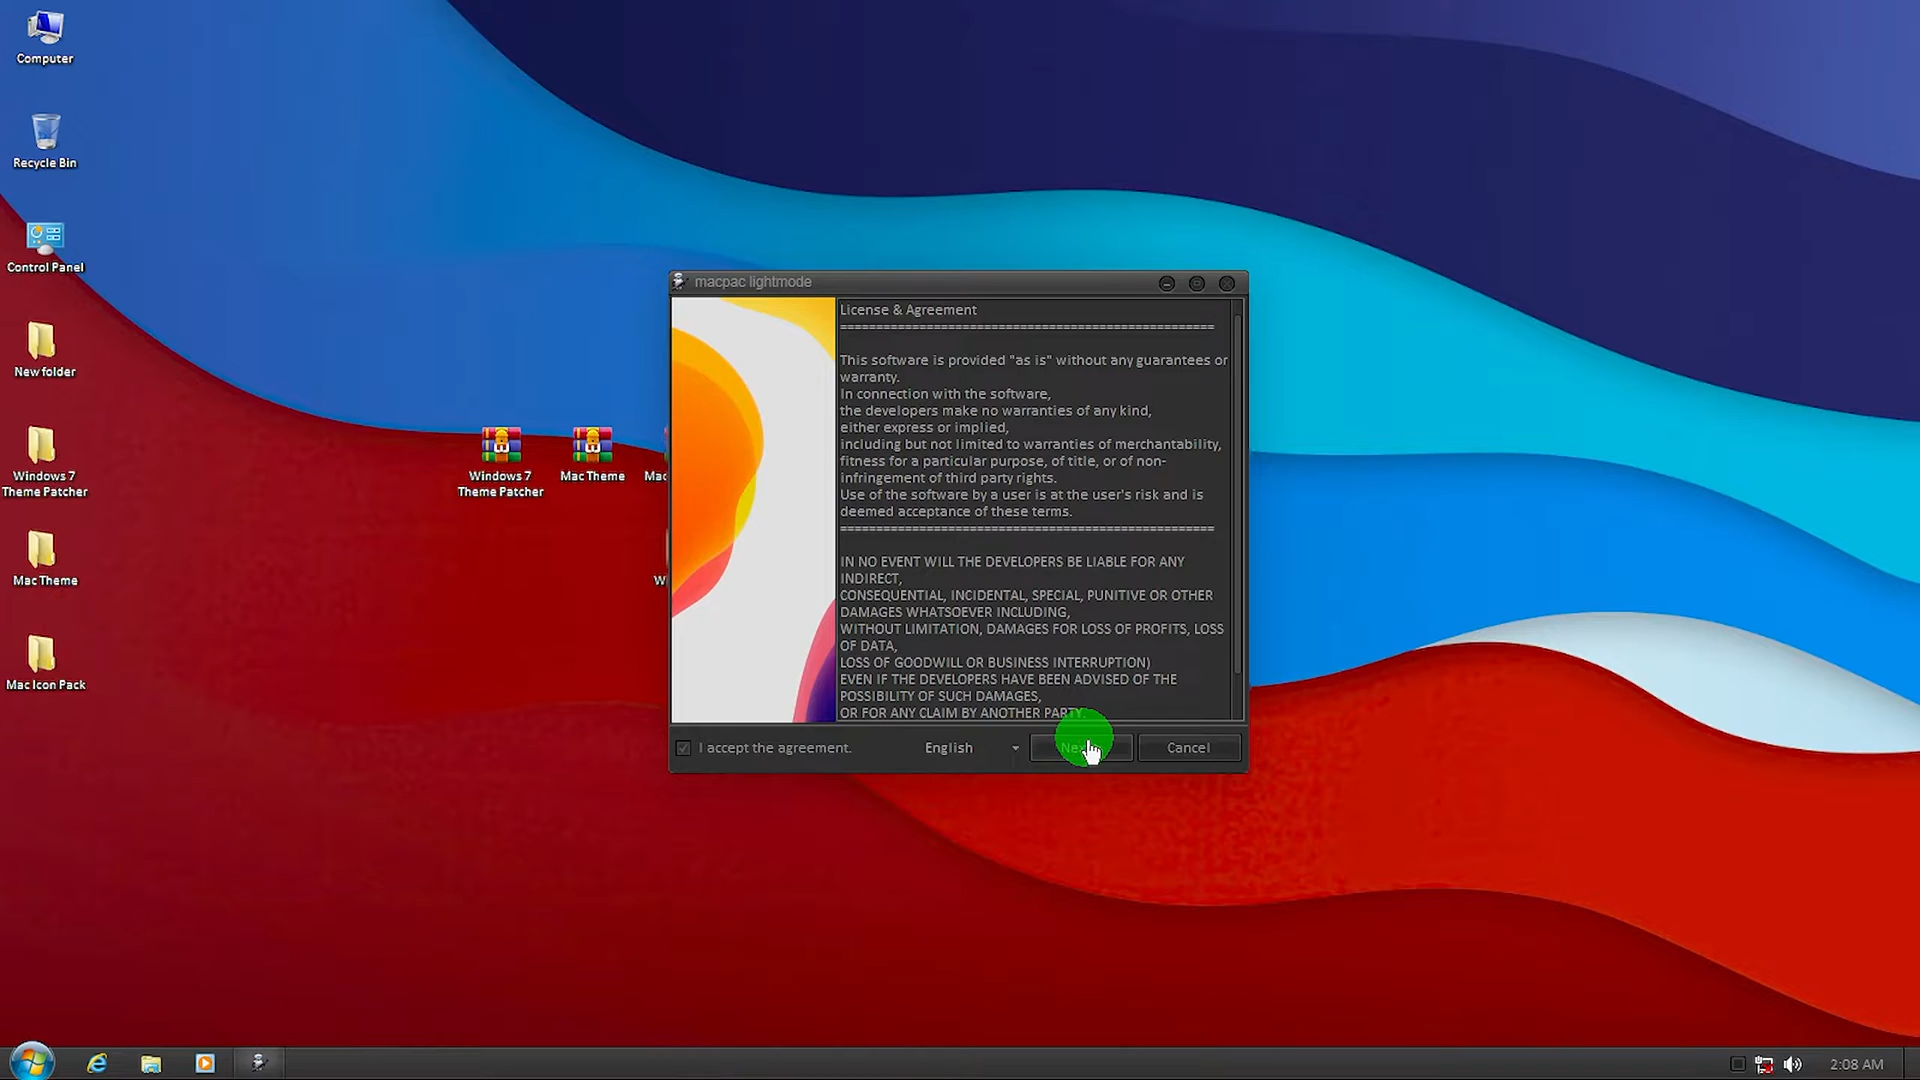 Computer
Recycle Bin
Control Panel
New folder
Windows 7
Theme Patcher
Mac Theme
Mac Icon Pack
Windows 7
Theme Patcher
Mac Theme
macpac lightmode
License & Agreement
====================================================
This software is provided "as is" without any guarantees or
warranty.
In connection with the software,
the developers make no warranties of any kind,
either express or implied,
including but not limited to warranties of merchantability,
fitness for a particular purpose, of title, or of non-
infringement of third party rights.
Use of the software by a user is at the user's risk and is
deemed acceptance of these terms.
====================================================
IN NO EVENT WILL THE DEVELOPERS BE LIABLE FOR ANY
INDIRECT,
CONSEQUENTIAL, INCIDENTAL, SPECIAL, PUNITIVE OR OTHER
DAMAGES WHATSOEVER INCLUDING,
WITHOUT LIMITATION, DAMAGES FOR LOSS OF PROFITS, LOSS
OF DATA,
LOSS OF GOODWILL OR BUSINESS INTERRUPTION)
EVEN IF THE DEVELOPERS HAVE BEEN ADVISED OF THE
POSSIBILITY OF SUCH DAMAGES,
OR FOR ANY CLAIM BY ANOTHER PARTY.
I accept the agreement.
English
Cancel
2:08 AM